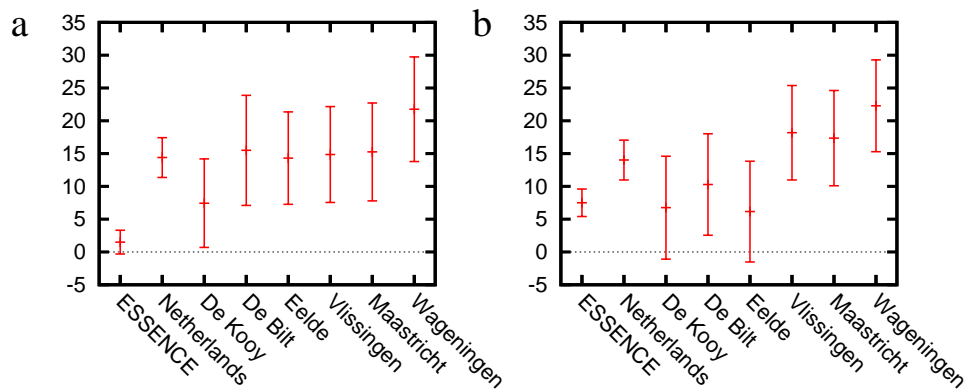 a
35
30
25
20
15
10
5
0
-5
ESSENCE
Netherlands
De Kooy
De Bilt
Eelde
Vlissingen
Maastricht
Wageningen
b
35
30
25
20
15
10
5
0
-5
ESSENCE
Netherlands
De Kooy
De Bilt
Eelde
Vlissingen
Maastricht
Wageningen